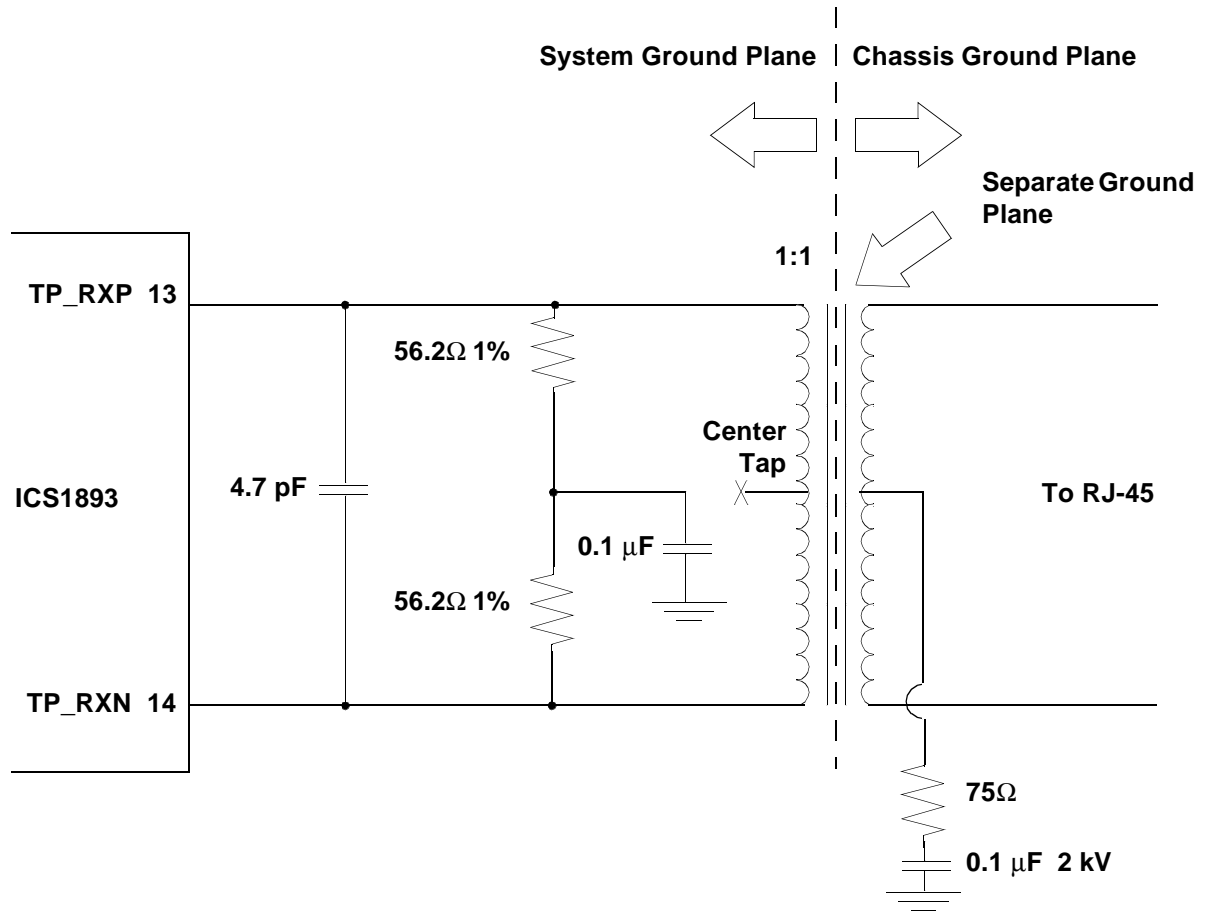 System Ground Plane
Chassis Ground Plane
Separate Ground
Plane
1:1
TP_RXP 13
56.2Ω 1%
Center
Tap
4.7 pF
ICS1893
To RJ-45
0.1 μF
56.2Ω 1%
TP_RXN 14
75Ω
0.1 μF 2 kV